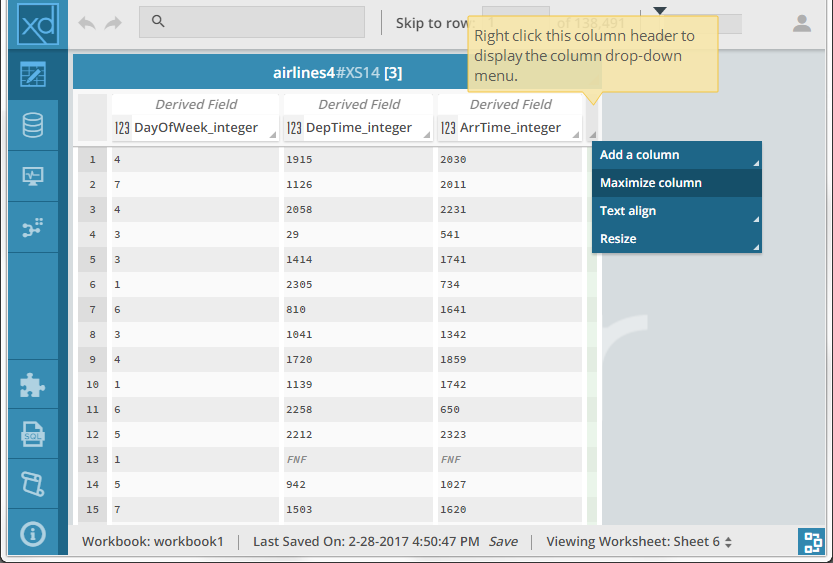 xd
Skip to row 1 of 138,491
Right click this column header to
display the column drop-down
menu.
airlines4#XS14 [3]
Derived Field Derived Field Derived Field
123 DayOfWeek_integer 123 DepTime_integer 123 ArrTime_integer
1 4 1915 2030
2 7 1126 2011
3 4 2058 2231
4 3 29 541
5 3 1414 1741
6 1 2305 734
7 6 810 1641
8 3 1041 1342
9 4 1720 1859
10 1 1139 1742
11 6 2258 650
12 5 2212 2323
13 1 FNF FNF
14 5 942 1027
15 7 1503 1620
Add a column
Maximize column
Text align
Resize
SQL
Workbook: workbook1 Last Saved On: 2-28-2017 4:50:47 PM Save Viewing Worksheet: Sheet 6